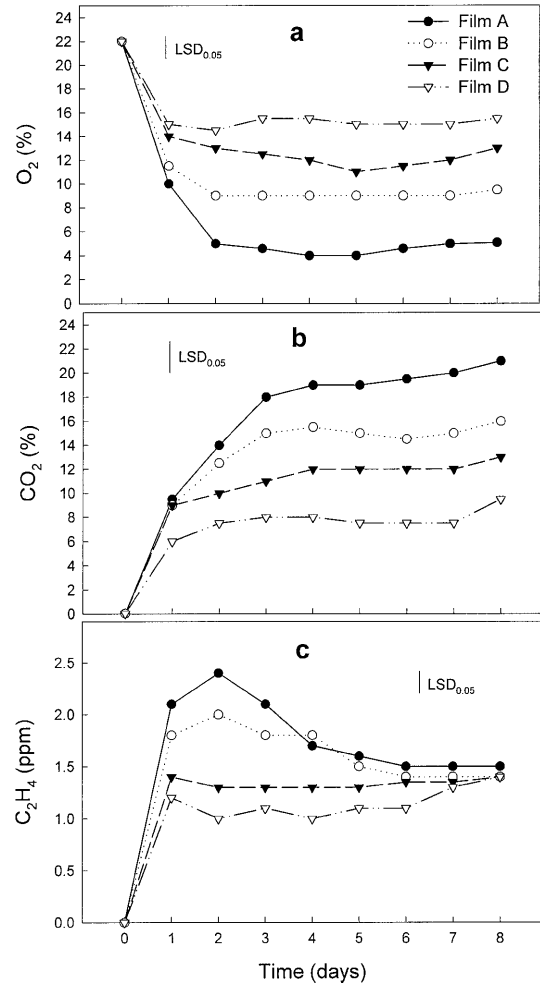 a
LSD0.05
Film A
Film B
Film C
Film D
O2 (%)
22
20
18
16
14
12
10
8
6
4
2
0
b
LSD0.05
CO2 (%)
24
22
20
18
16
14
12
10
8
6
4
2
0
c
LSD0.05
C2H4 (ppm)
2.5
2.0
1.5
1.0
0.5
0.0
0 1 2 3 4 5 6 7 8
Time (days)